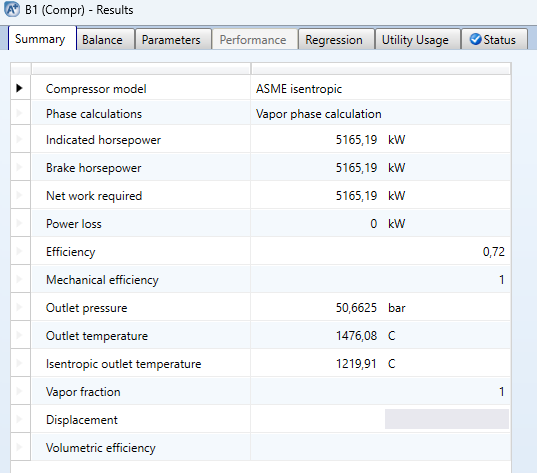 B1 (Compr) - Results
Summary Balance Parameters Performance Regression Utility Usage Status
Compressor model ASME isentropic
Phase calculations Vapor phase calculation
Indicated horsepower 5165,19 kW
Brake horsepower 5165,19 kW
Net work required 5165,19 kW
Power loss 0 kW
Efficiency 0,72
Mechanical efficiency 1
Outlet pressure 50,6625 bar
Outlet temperature 1476,08 C
Isentropic outlet temperature 1219,91 C
Vapor fraction 1
Displacement
Volumetric efficiency